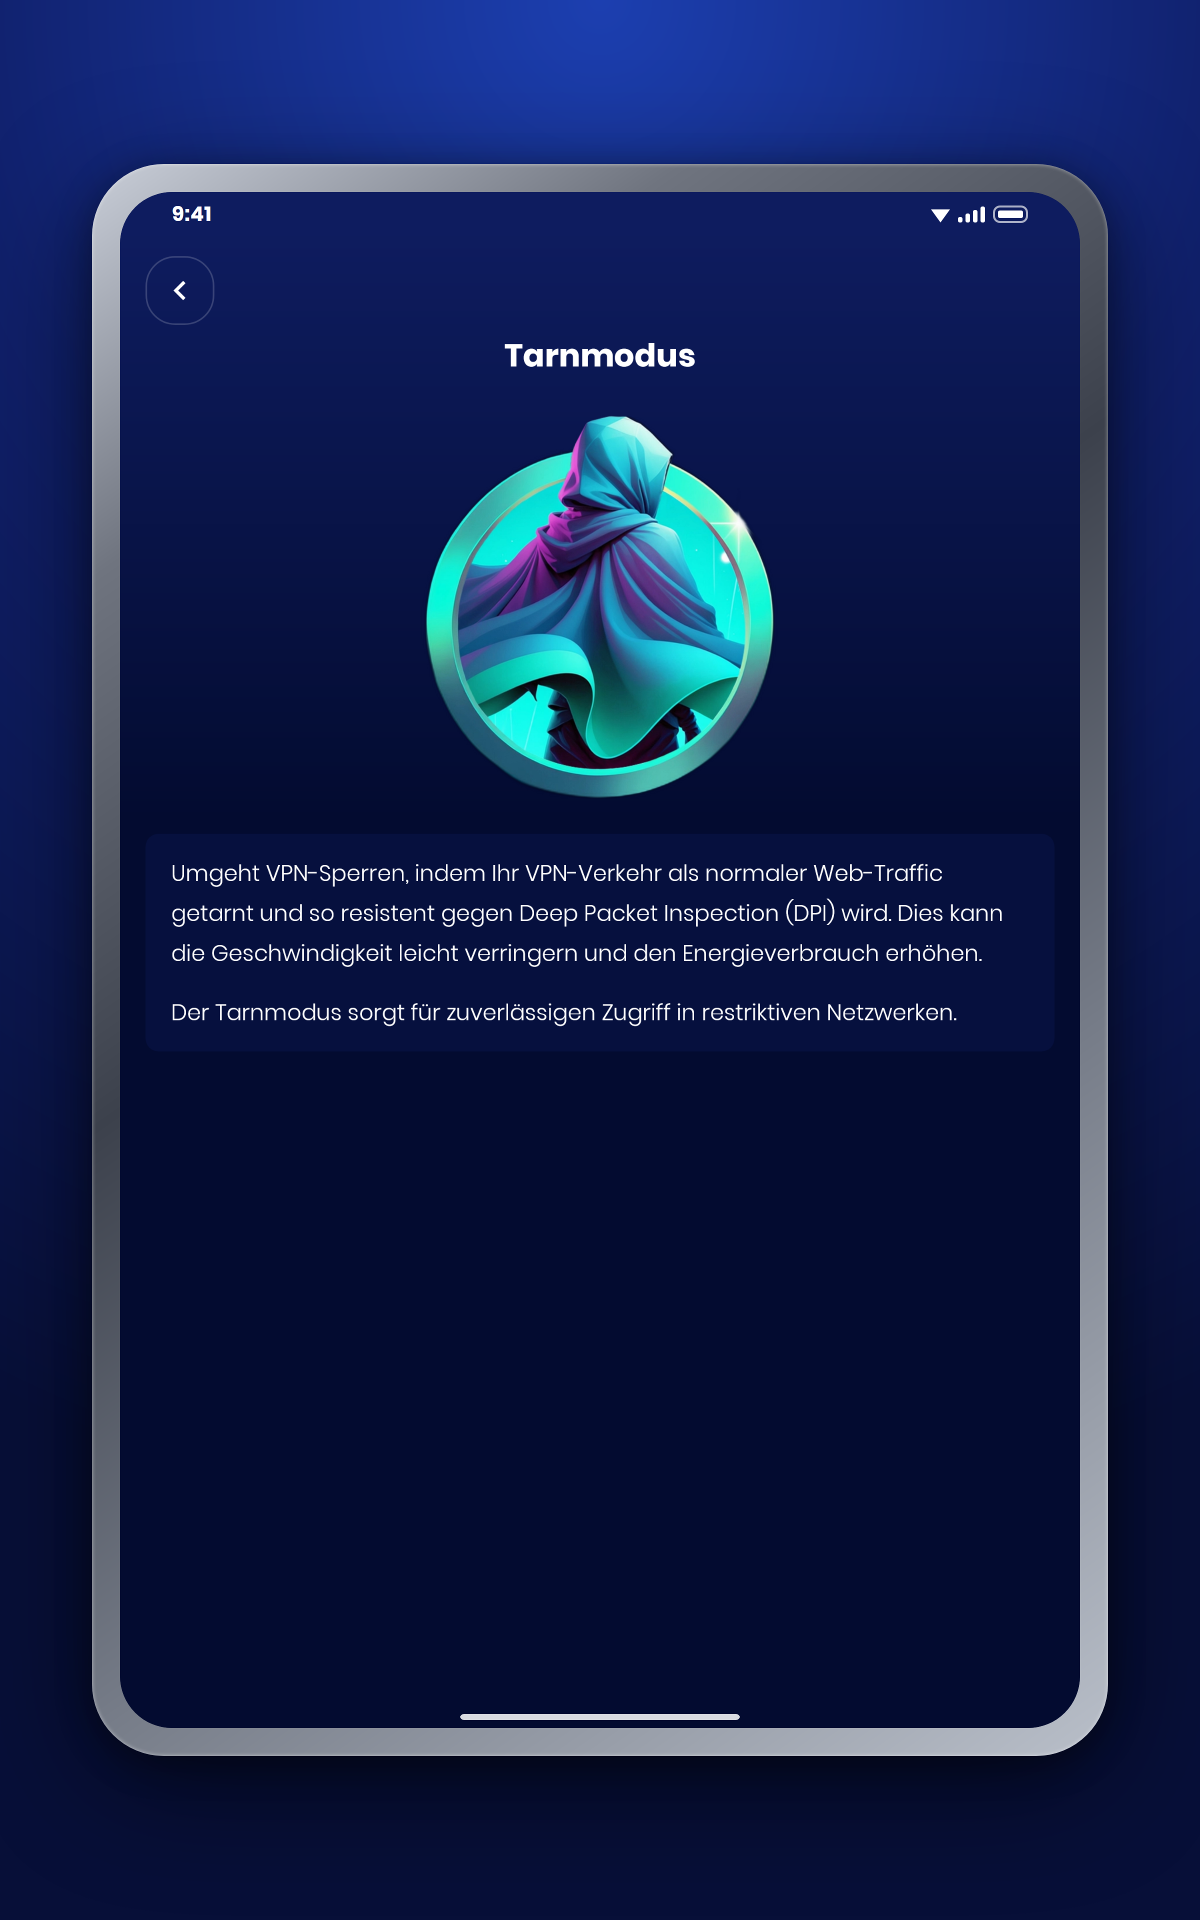 9:41
Tarnmodus
Umgeht VPN-Sperren, indem Ihr VPN-Verkehr als normaler Web-Traffic
getarnt und so resistent gegen Deep Packet Inspection (DPI) wird. Dies kann
die Geschwindigkeit leicht verringern und den Energieverbrauch erhöhen.
Der Tarnmodus sorgt für zuverlässigen Zugriff in restriktiven Netzwerken.